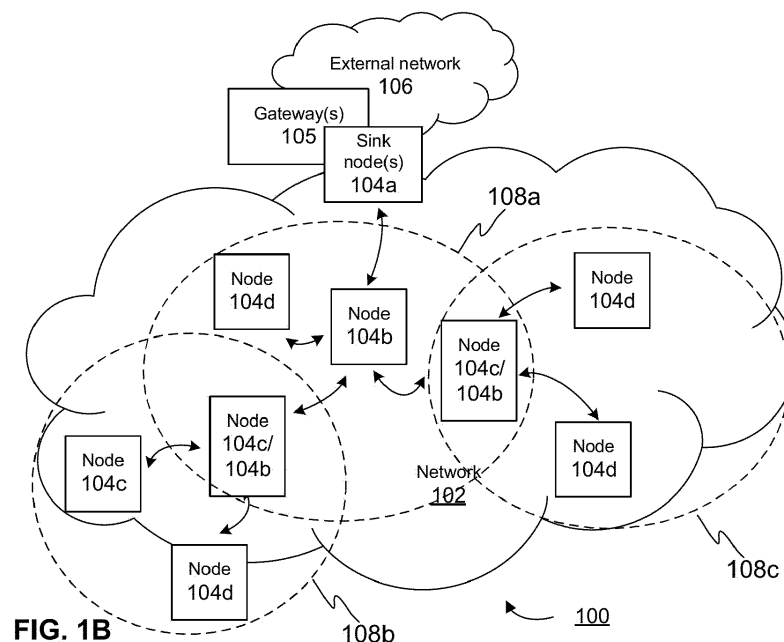 External network
106
Gateway(s)
105
Sink
node(s)
104a
108a
Node
104d
Node
104b
Node
104d
Node
104c/
104b
Node
104c/
104b
Node
104c
Node
104d
Network
102
Node
104d
108c
100
108b
FIG. 1B